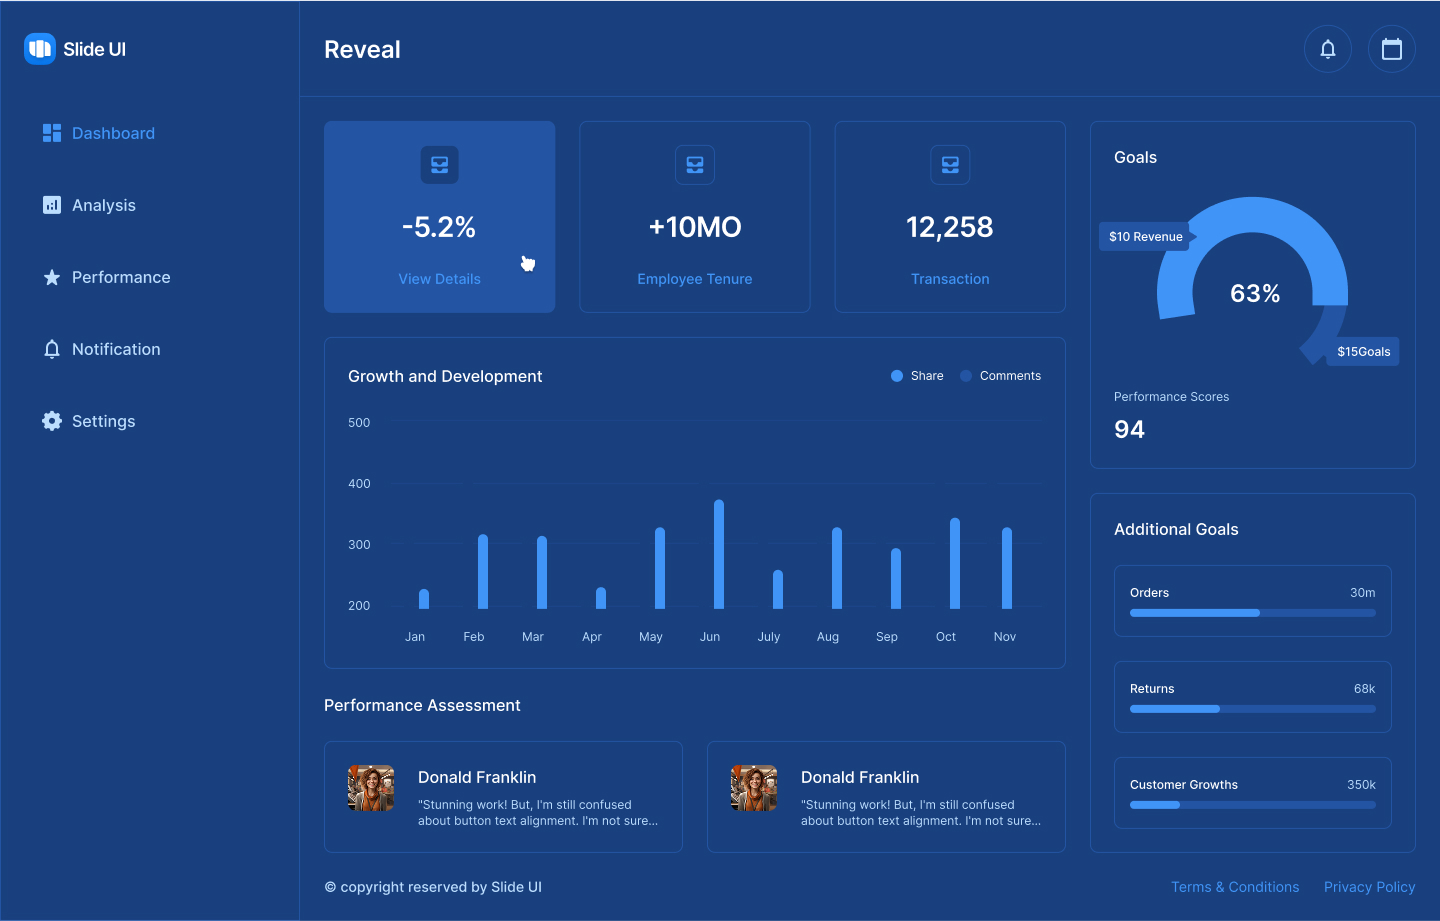 Slide UI
Reveal
Dashboard
Analysis
Performance
Notification
Settings
-5.2%
View Details
+10MO
Employee Tenure
12,258
Transaction
Goals
$10 Revenue
63%
$15Goals
Performance Scores
94
Growth and Development
Share
Comments
500
400
300
200
Jan Feb Mar Apr May Jun July Aug Sep Oct Nov
Additional Goals
Orders 30m
Returns 68k
Customer Growths 350k
Performance Assessment
Donald Franklin
"Stunning work! But, I'm still confused
about button text alignment. I'm not sure...
Donald Franklin
"Stunning work! But, I'm still confused
about button text alignment. I'm not sure...
© copyright reserved by Slide UI
Terms & Conditions
Privacy Policy